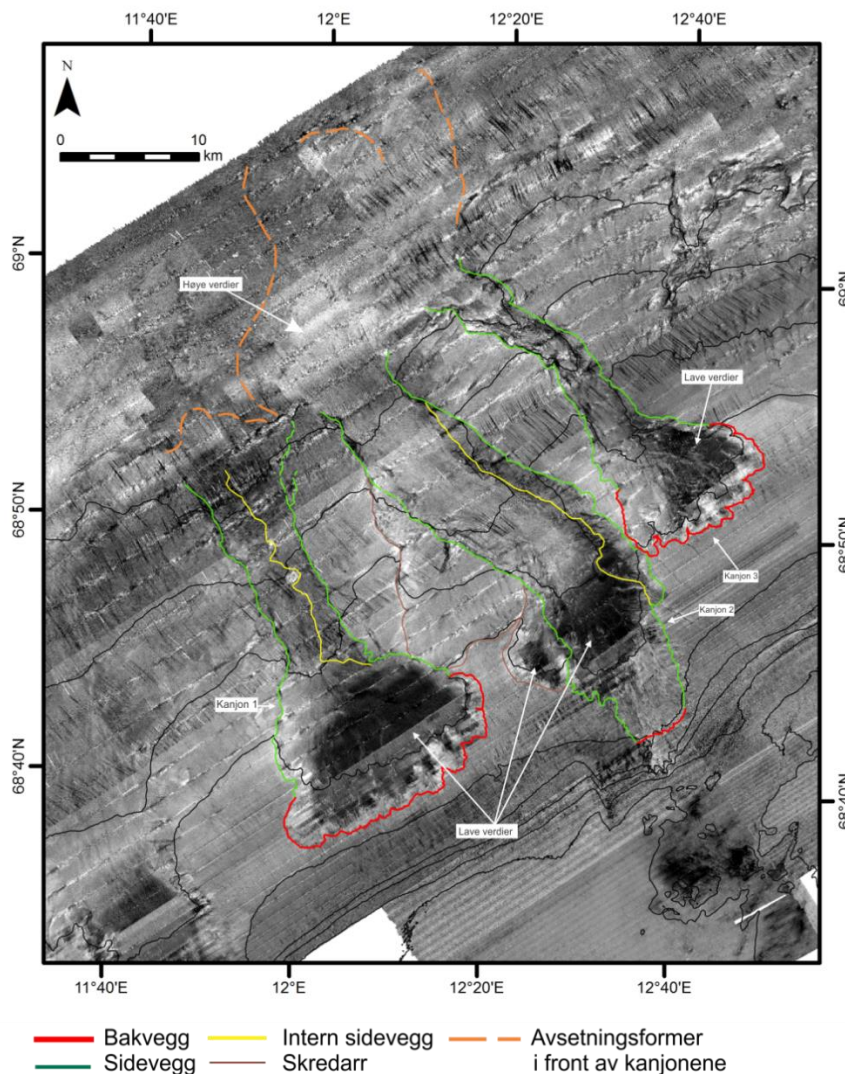 11°40'E 12°E 12°20'E 12°40'E
N
0 10
km
69°N
69°N
Høye verdier
Lave verdier
68°50'N
68°50'N
Kanjon 3
Kanjon 2
Kanjon 1
68°40'N
68°40'N
Lave verdier
11°40'E 12°E 12°20'E 12°40'E
Bakvegg Intern sidevegg Avsetningsformer
Sidevegg Skredarr i front av kanjonene